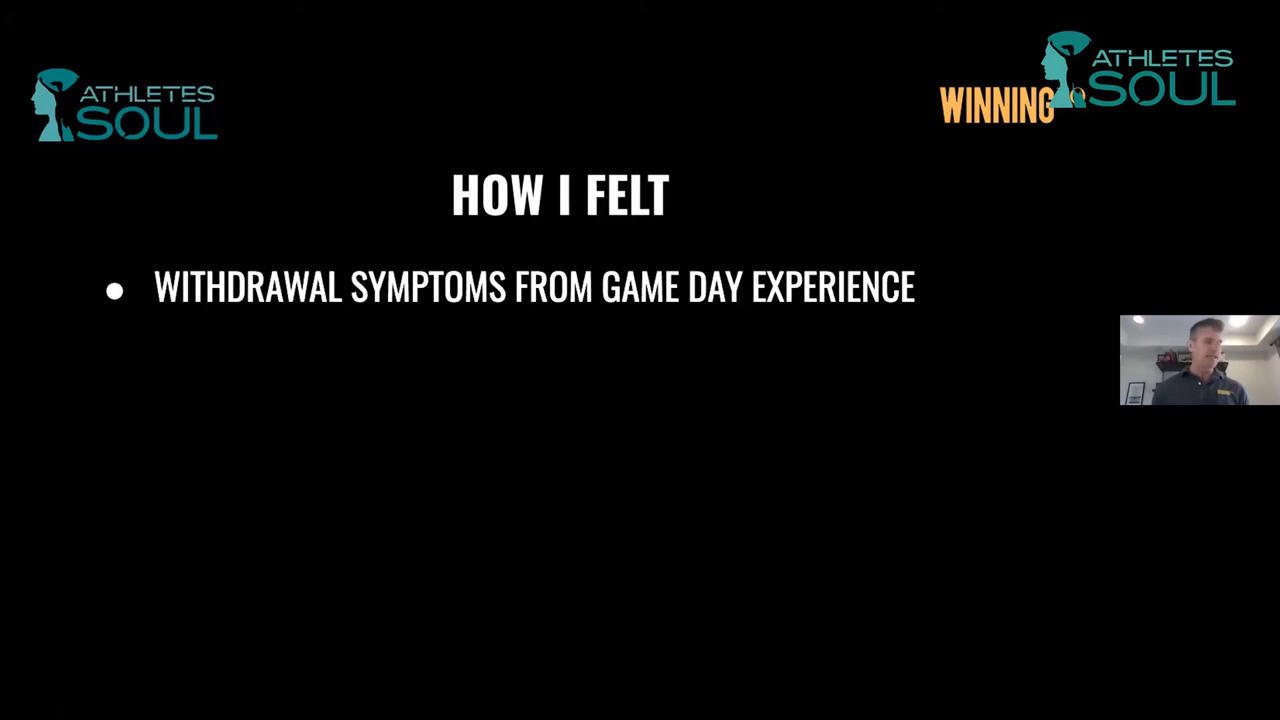 ATHLETES
SOUL
WINNING
ATHLETES
SOUL
HOW I FELT
● WITHDRAWAL SYMPTOMS FROM GAME DAY EXPERIENCE